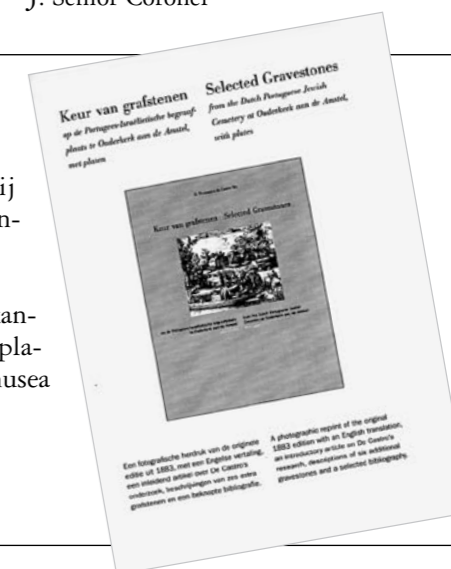 J. Senior Coronel
ij
n-
an-
pla-
usea
Keur van grafstenen
op de Portugees-Israëlietische begraaf-
plaats te Ouderkerk aan de Amstel,
met platen
Selected Gravestones
from the Dutch Portuguese Jewish
Cemetery at Ouderkerk aan de Amstel,
with plates
Keur van grafstenen Selected Gravestones
Een fotografische herdruk van de originele
editie uit 1883, met een Engelse vertaling,
een inleidend artikel over De Castro's
onderzoek, beschrijvingen van zes extra
grafstenen en een beknopte bibliografie.
A photographic reprint of the original
1883 edition with an English translation,
an introductory article on De Castro's
research, descriptions of six additional
gravestones and a selected bibliography.